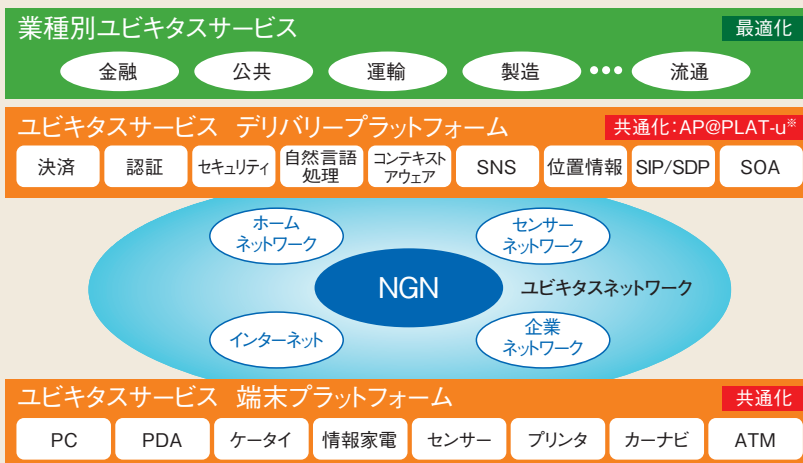 業種別ユビキタスサービス
最適化
金融
公共
運輸
製造
•••
流通
ユビキタスサービス デリバリープラットフォーム
共通化:AP@PLAT-u※
決済
認証
セキュリティ
自然言語
処理
コンテキスト
アウェア
SNS
位置情報
SIP/SDP
SOA
ホーム
ネットワーク
センサー
ネットワーク
NGN
ユビキタスネットワーク
インターネット
企業
ネットワーク
ユビキタスサービス 端末プラットフォーム
共通化
PC
PDA
ケータイ
情報家電
センサー
プリンタ
カーナビ
ATM